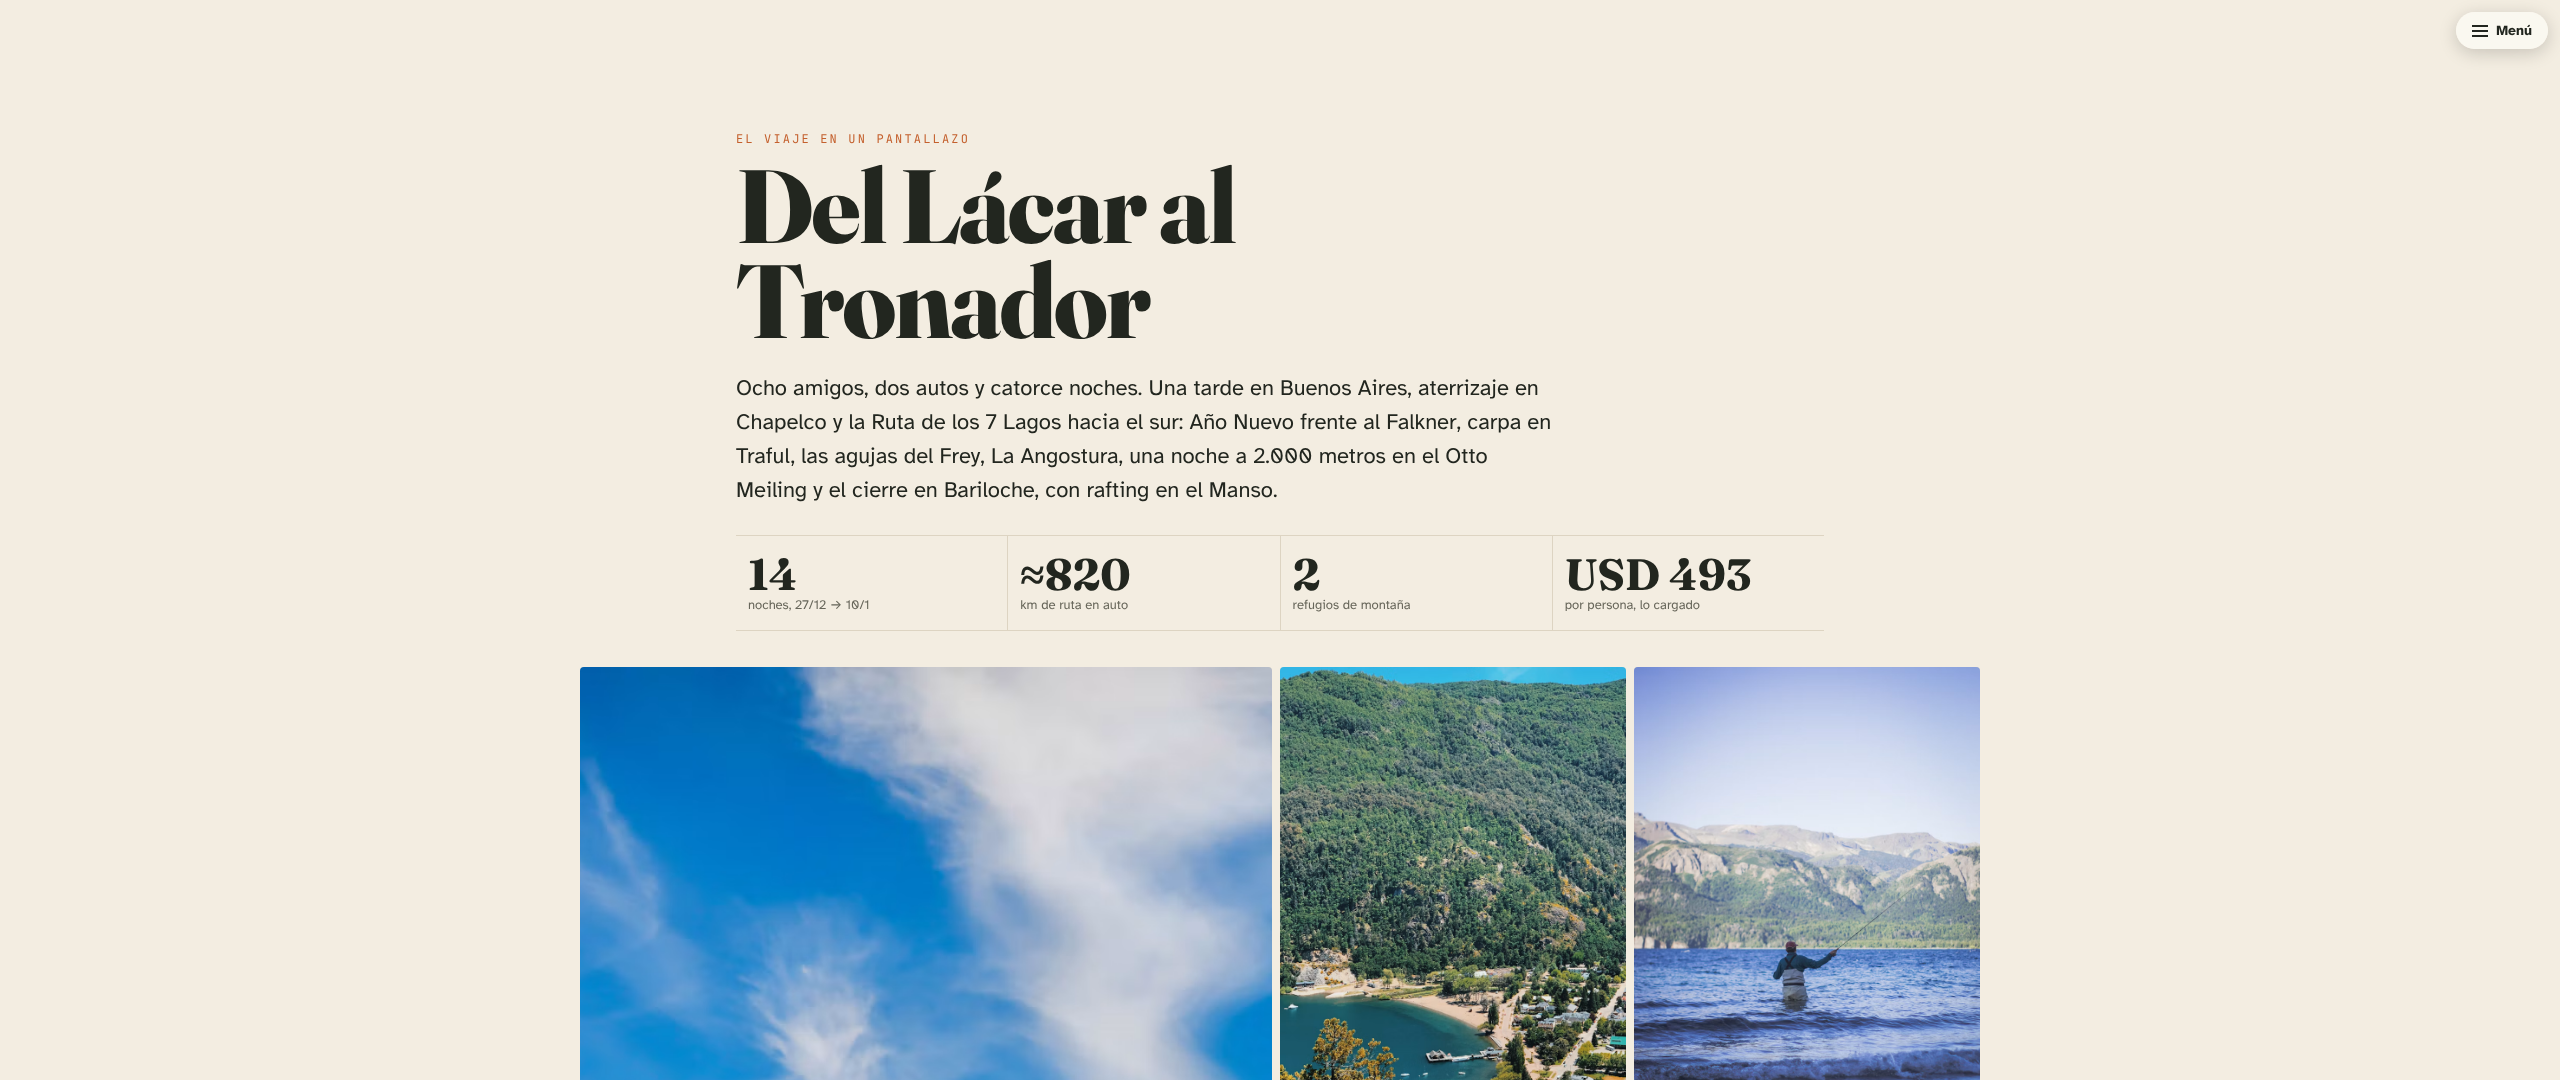 Menú
EL VIAJE EN UN PANTALLAZO
Del Lácar al
Tronador
Ocho amigos, dos autos y catorce noches. Una tarde en Buenos Aires, aterrizaje en
Chapelco y la Ruta de los 7 Lagos hacia el sur: Año Nuevo frente al Falkner, carpa en
Traful, las agujas del Frey, La Angostura, una noche a 2.000 metros en el Otto
Meiling y el cierre en Bariloche, con rafting en el Manso.
14
noches, 27/12 → 10/1
≈820
km de ruta en auto
2
refugios de montaña
USD 493
por persona, lo cargado